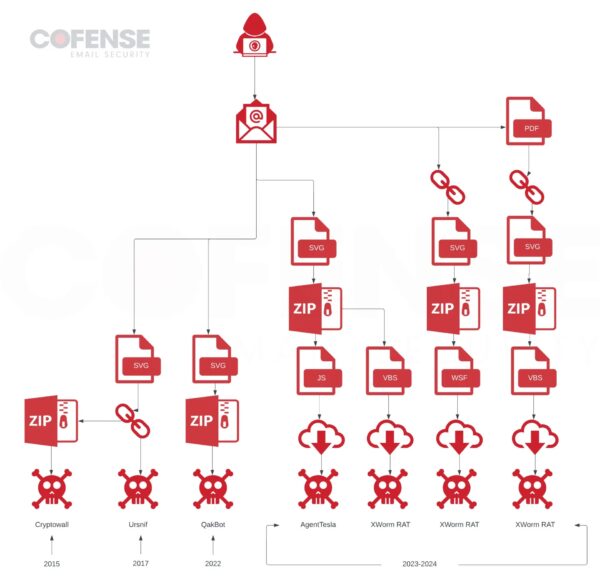 COFENSE
EMAIL SECURITY
@
PDF
SVG
SVG
SVG
ZIP
ZIP
ZIP
SVG
SVG
JS
VBS
WSF
VBS
ZIP
ZIP
Cryptowall
Ursnif
QakBot
AgentTesla
XWorm RAT
XWorm RAT
XWorm RAT
2015
2017
2022
2023-2024